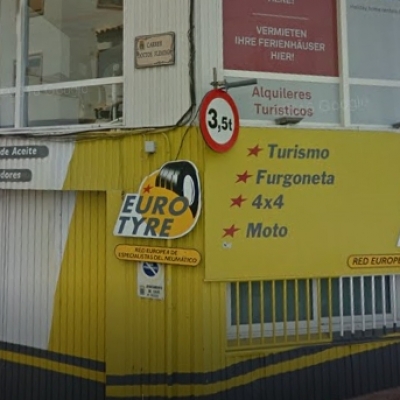 VERMIETEN
IHRE FERIENHÄUSER
HIER!
Alquileres
Turísticos
CARRER
3,5t
de Aceite
dores
EURO
TYRE
RED EUROPEA DE
ESPECIALISTAS DEL NEUMÁTICO
Turismo
Furgoneta
4x4
Moto
RED EUROPE